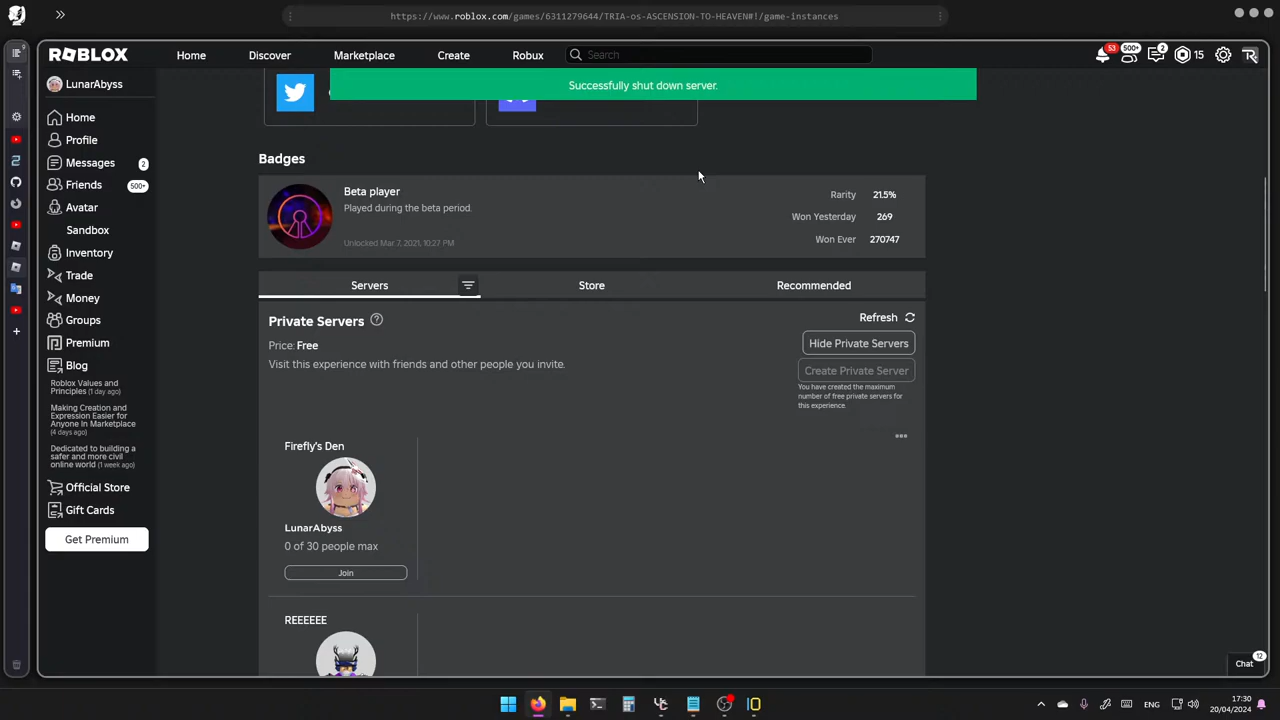 https://www.roblox.com/games/6311279644/TRIA-os-ASCENSION-TO-HEAVEN#!/game-instances
ROBLOX
Home
Discover
Marketplace
Create
Robux
Search
53
500+
2
15
LunarAbyss
Home
Profile
Messages
2
Friends
500+
Avatar
Sandbox
Inventory
Trade
Money
Groups
Premium
Blog
Roblox Values and
Principles (1 day ago)
Making Creation and
Expression Easier for
Anyone In Marketplace
(4 days ago)
Dedicated to building a
safer and more civil
online world (1 week ago)
Official Store
Gift Cards
Get Premium
Successfully shut down server.
Badges
Beta player
Played during the beta period.
Unlocked Mar 7, 2021, 10:27 PM
Rarity 21.5%
Won Yesterday 269
Won Ever 270747
Servers
Store
Recommended
Private Servers
Refresh
Price: Free
Hide Private Servers
Visit this experience with friends and other people you invite.
Create Private Server
You have created the maximum
number of free private servers for
this experience.
Firefly's Den
LunarAbyss
0 of 30 people max
Join
REEEEEE
Chat
12
ENG
17:30
20/04/2024